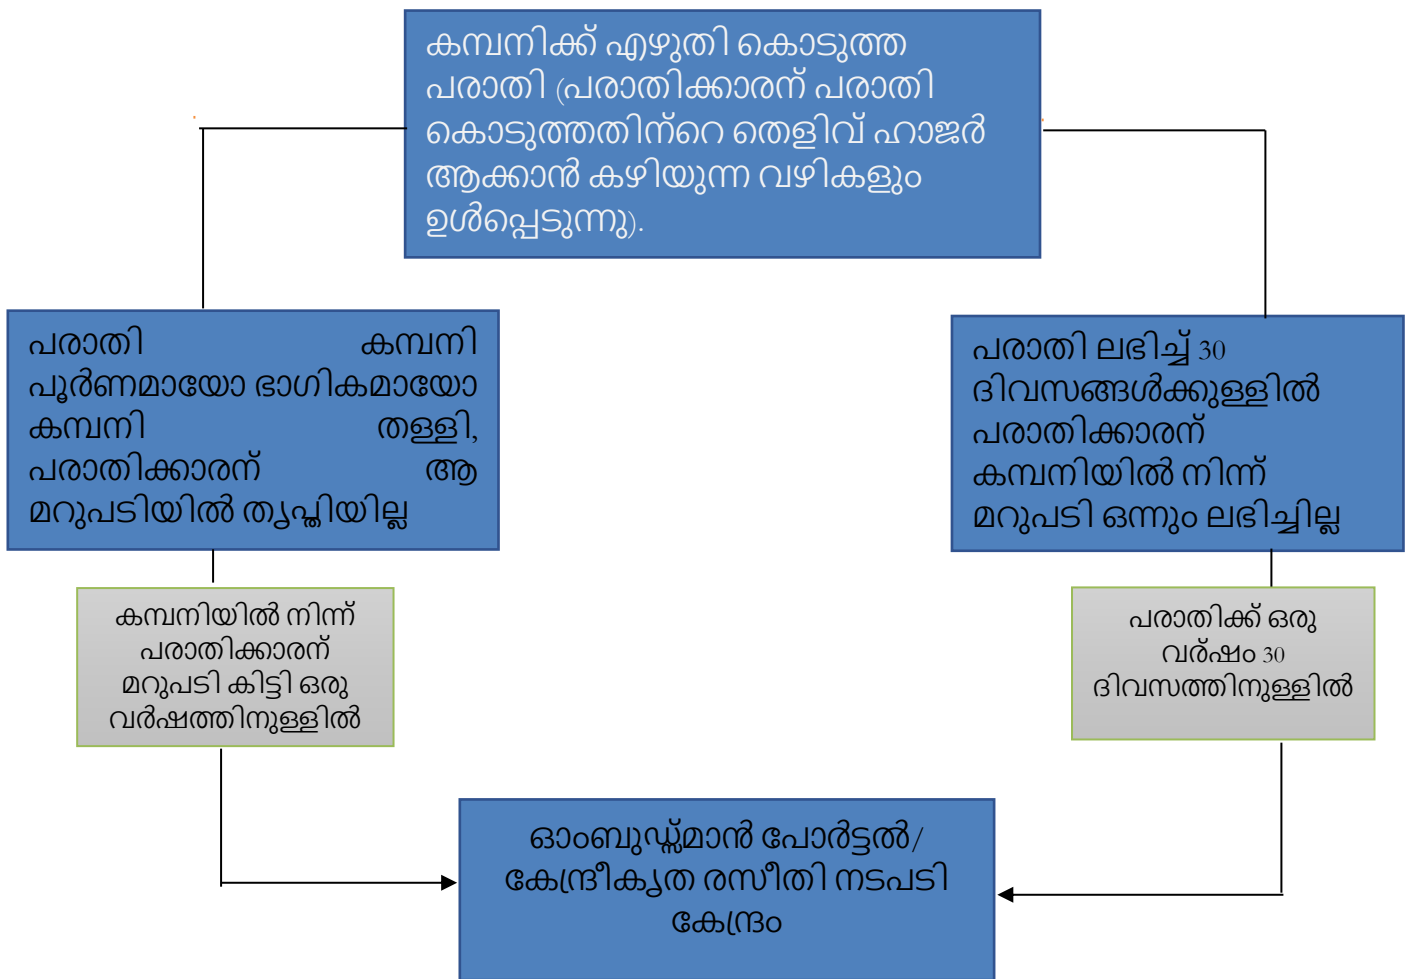 കമ്പനിക്ക് എഴുതി കൊടുത്ത
പരാതി (പരാതിക്കാരന് പരാതി
കൊടുത്തതിന്റെ തെളിവ് ഹാജർ
ആക്കാൻ കഴിയുന്ന വഴികളും
ഉൾപ്പെടുന്നു).
പരാതി കമ്പനി
പൂർണമായോ ഭാഗികമായോ
കമ്പനി തള്ളി,
പരാതിക്കാരന് ആ
മറുപടിയിൽ തൃപ്തിയില്ല
പരാതി ലഭിച്ച് 30
ദിവസങ്ങൾക്കുള്ളിൽ
പരാതിക്കാരന്
കമ്പനിയിൽ നിന്ന്
മറുപടി ഒന്നും ലഭിച്ചില്ല
കമ്പനിയിൽ നിന്ന്
പരാതിക്കാരന്
മറുപടി കിട്ടി ഒരു
വർഷത്തിനുള്ളിൽ
പരാതിക്ക് ഒരു
വര്ഷം 30
ദിവസത്തിനുള്ളിൽ
ഓംബുഡ്സ്മാൻ പോർട്ടൽ/
കേന്ദ്രീകൃത രസീതി നടപടി
കേന്ദ്രം